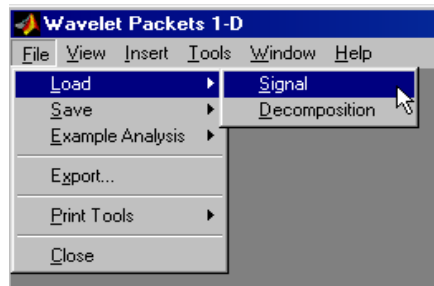 Wavelet Packets 1-D
File View Insert Tools Window Help
Load
Signal
Save
Decomposition
Example Analysis
Export...
Print Tools
Close